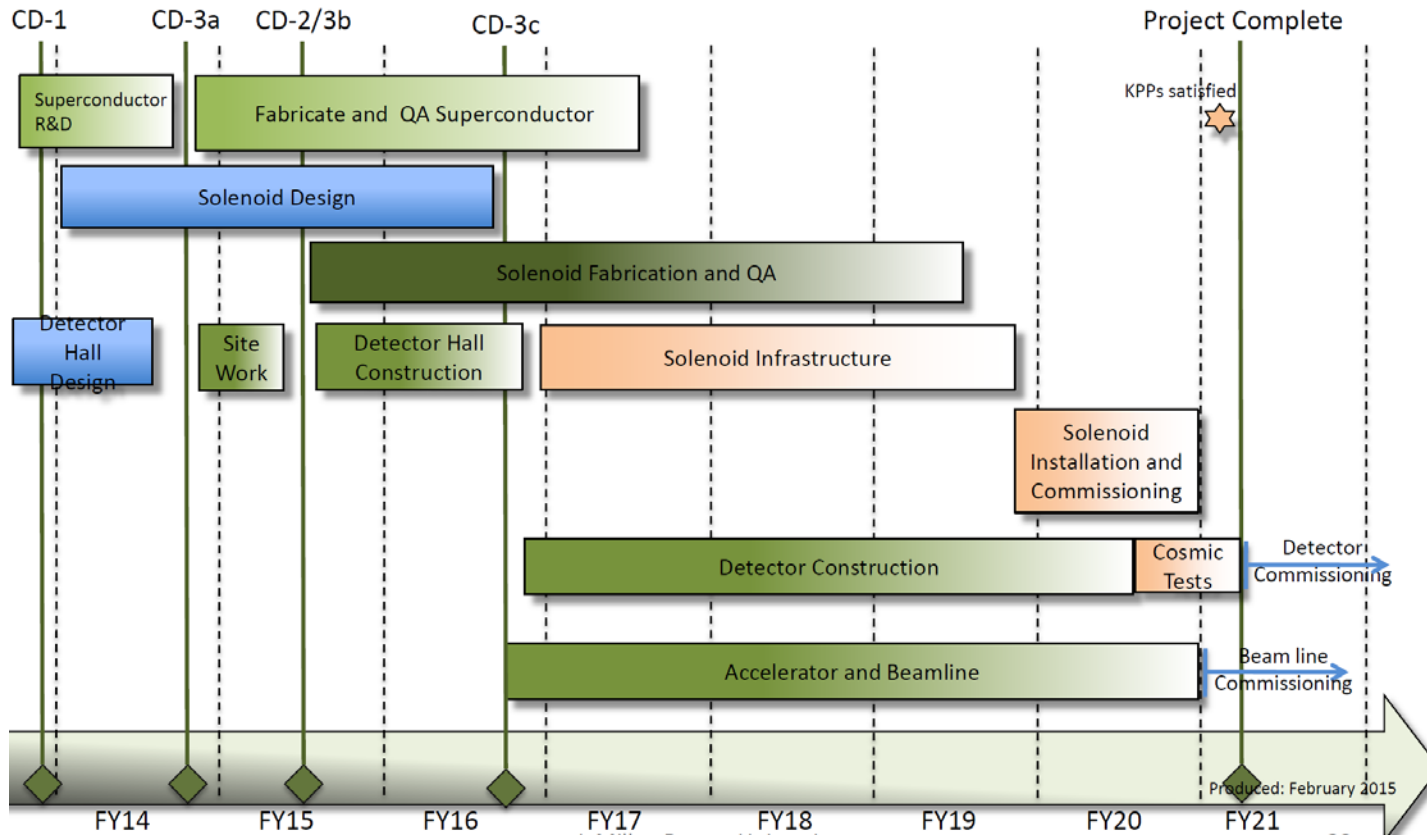 CD-1
CD-3a
CD-2/3b
CD-3c
Project Complete
KPPs satisfied
Superconductor
R&D
Fabricate and QA Superconductor
Solenoid Design
Solenoid Fabrication and QA
Detector
Hall
Design
Site
Work
Detector Hall
Construction
Solenoid Infrastructure
Solenoid
Installation and
Commissioning
Detector Construction
Cosmic
Tests
Detector
Commissioning
Accelerator and Beamline
Beam line
Commissioning
Produced: February 2015
FY14
FY15
FY16
FY17
FY18
FY19
FY20
FY21